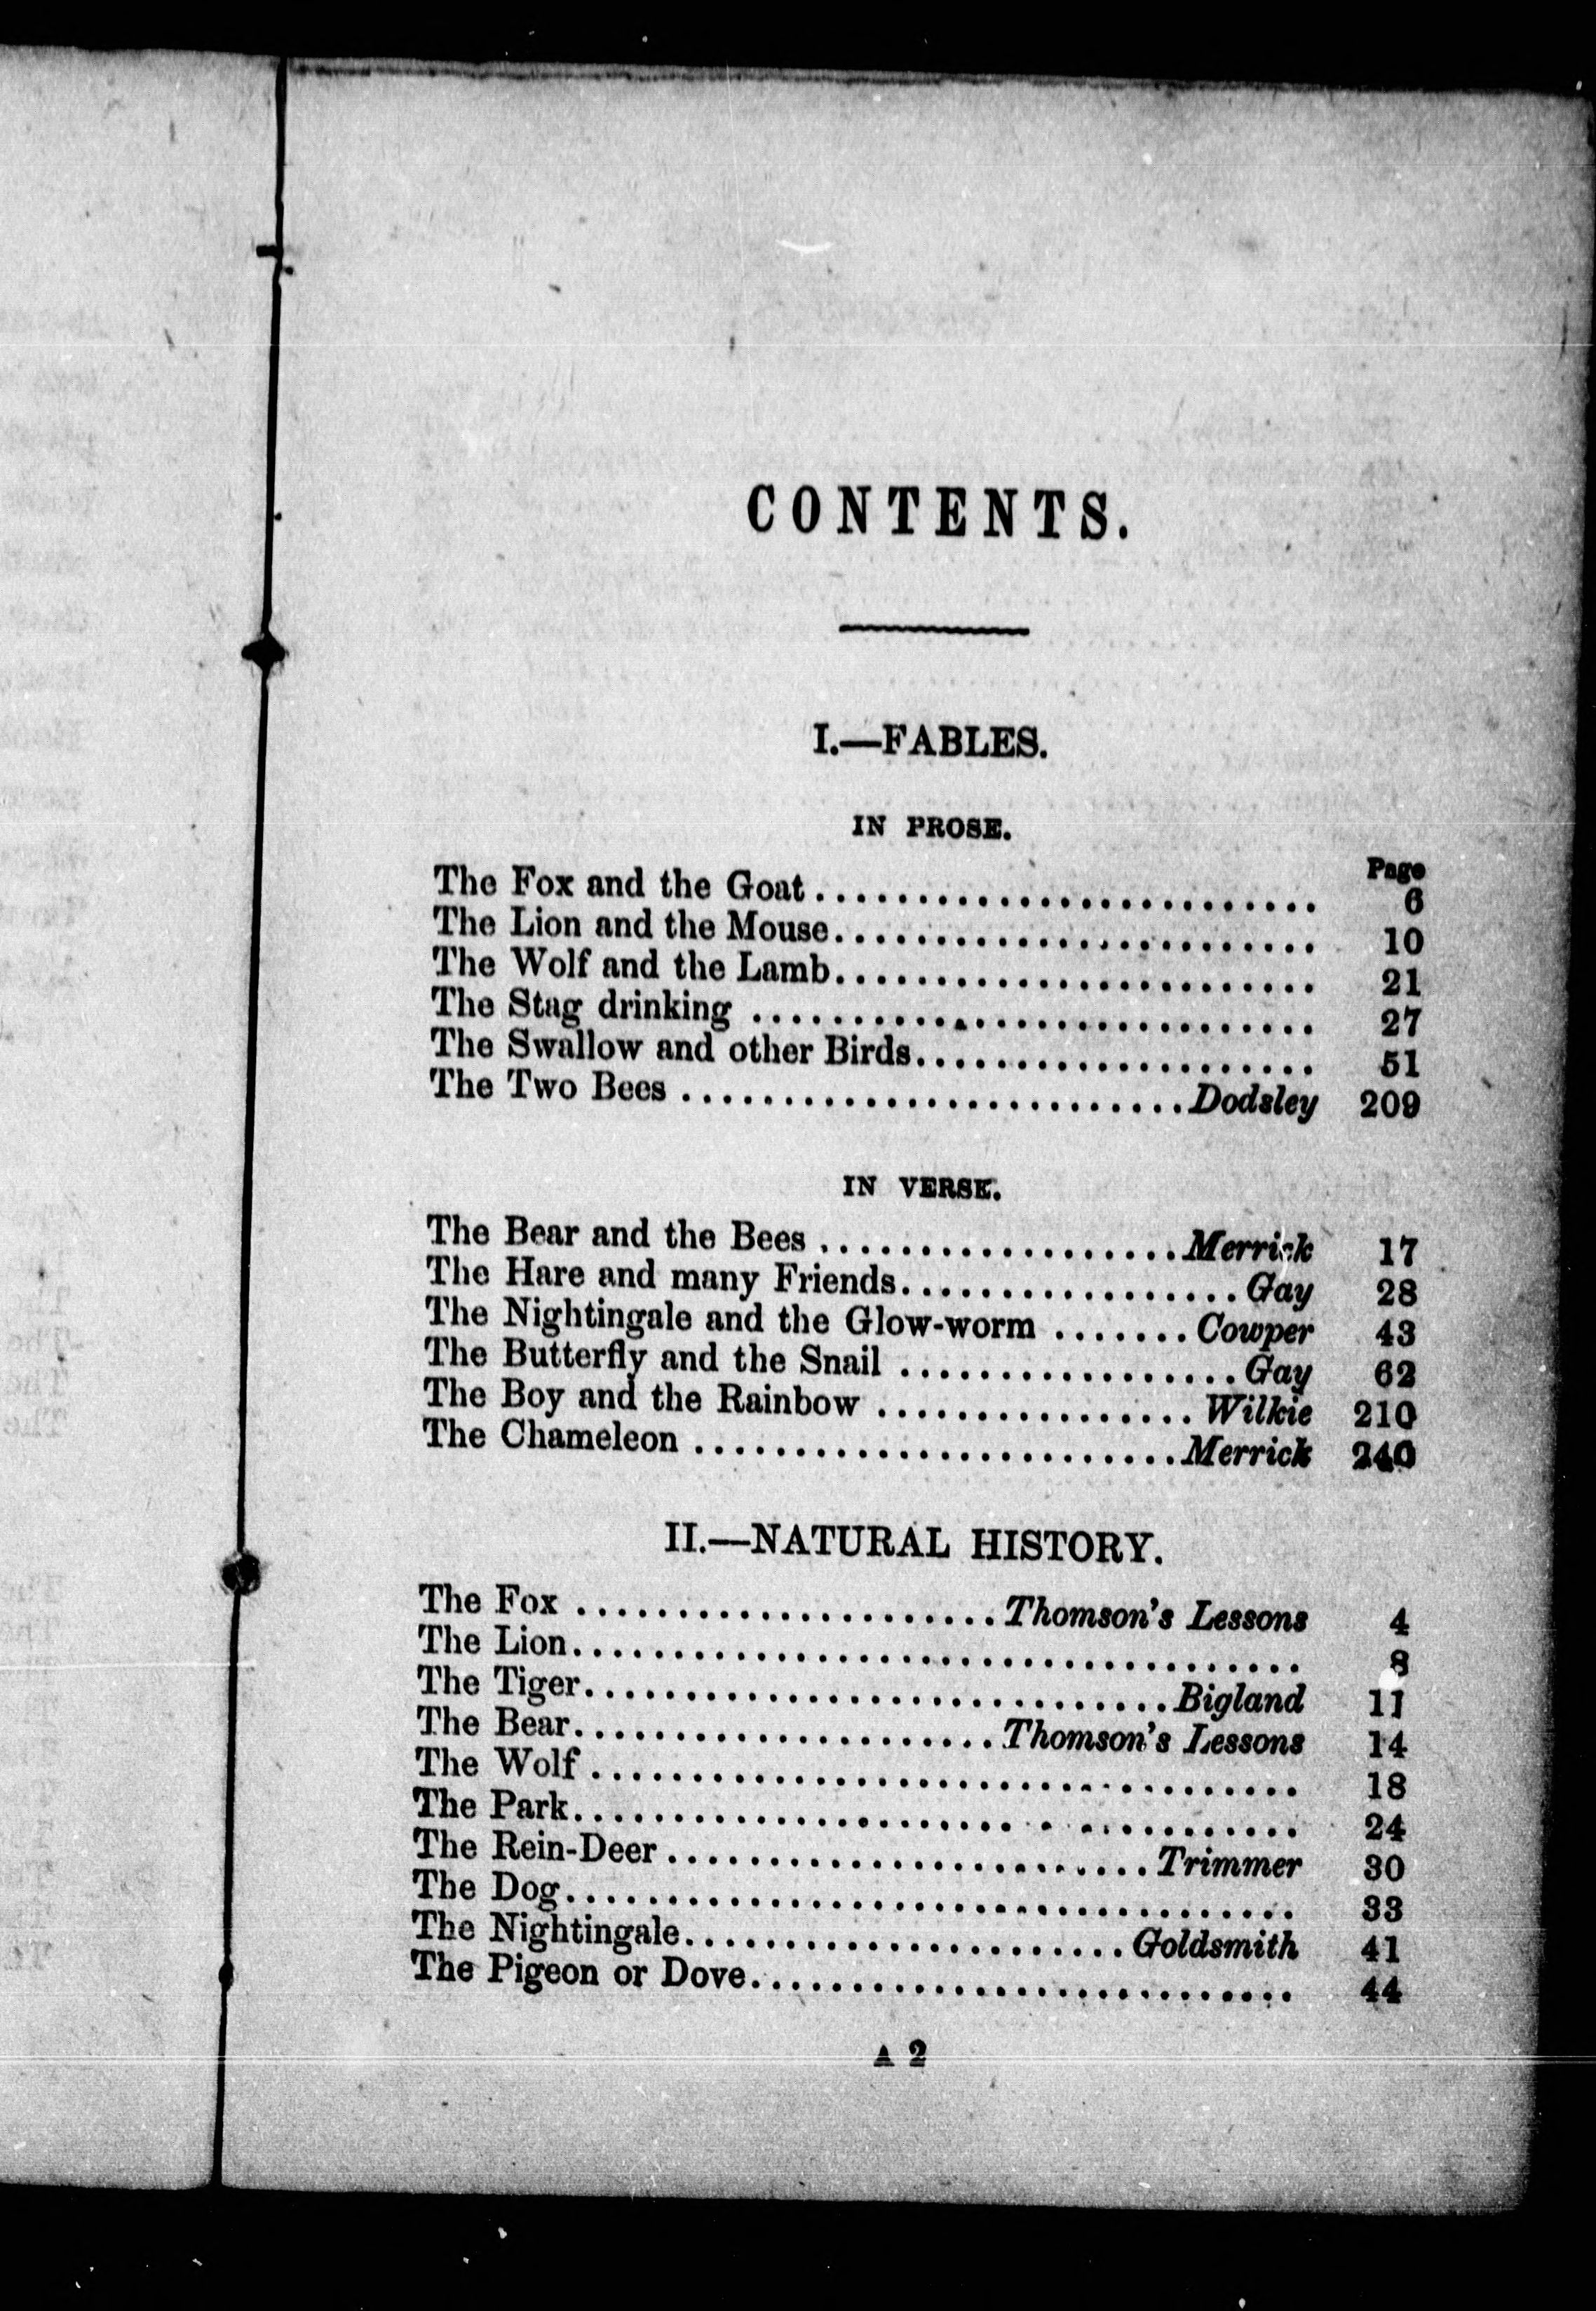 CONTENTS.
I.—FABLES.
IN PROSE.
Page
The Fox and the Goat........................... 6
The Lion and the Mouse........................ 10
The Wolf and the Lamb........................ 21
The Stag drinking ............................ 27
The Swallow and other Birds.................... 51
The Two Bees .........................Dodsley 209
IN VERSE.
The Bear and the Bees ..................Merrick 17
The Hare and many Friends.................Gay 28
The Nightingale and the Glow-worm .......Cowper 43
The Butterfly and the Snail .................Gay 62
The Boy and the Rainbow ................Wilkie 210
The Chameleon ........................Merrick 240
II.—NATURAL HISTORY.
The Fox .....................Thomson's Lessons 4
The Lion.................................... 8
The Tiger.............................Bigland 11
The Bear.....................Thomson's Lessons 14
The Wolf ................................... 18
The Park.................................... 24
The Rein-Deer ........................Trimmer 30
The Dog.................................... 33
The Nightingale......................Goldsmith 41
The Pigeon or Dove........................... 44
A 2